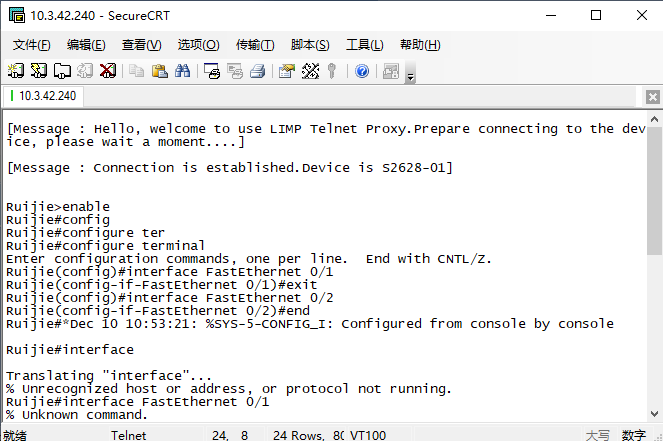 10.3.42.240 - SecureCRT
文件(F) 编辑(E) 查看(V) 选项(O) 传输(T) 脚本(S) 工具(L) 帮助(H)
10.3.42.240
[Message : Hello, welcome to use LIMP Telnet Proxy.Prepare connecting to the dev
ice, please wait a moment....]
[Message : Connection is established.Device is S2628-01]
Ruijie>enable
Ruijie#config
Ruijie#configure ter
Ruijie#configure terminal
Enter configuration commands, one per line.  End with CNTL/Z.
Ruijie(config)#interface FastEthernet 0/1
Ruijie(config-if-FastEthernet 0/1)#exit
Ruijie(config)#interface FastEthernet 0/2
Ruijie(config-if-FastEthernet 0/2)#end
Ruijie#*Dec 10 10:53:21: %SYS-5-CONFIG_I: Configured from console by console
Ruijie#interface
Translating "interface"...
% Unrecognized host or address, or protocol not running.
Ruijie#interface FastEthernet 0/1
% Unknown command.
就绪 Telnet 24, 8 24 Rows, 80 VT100 大写 数字